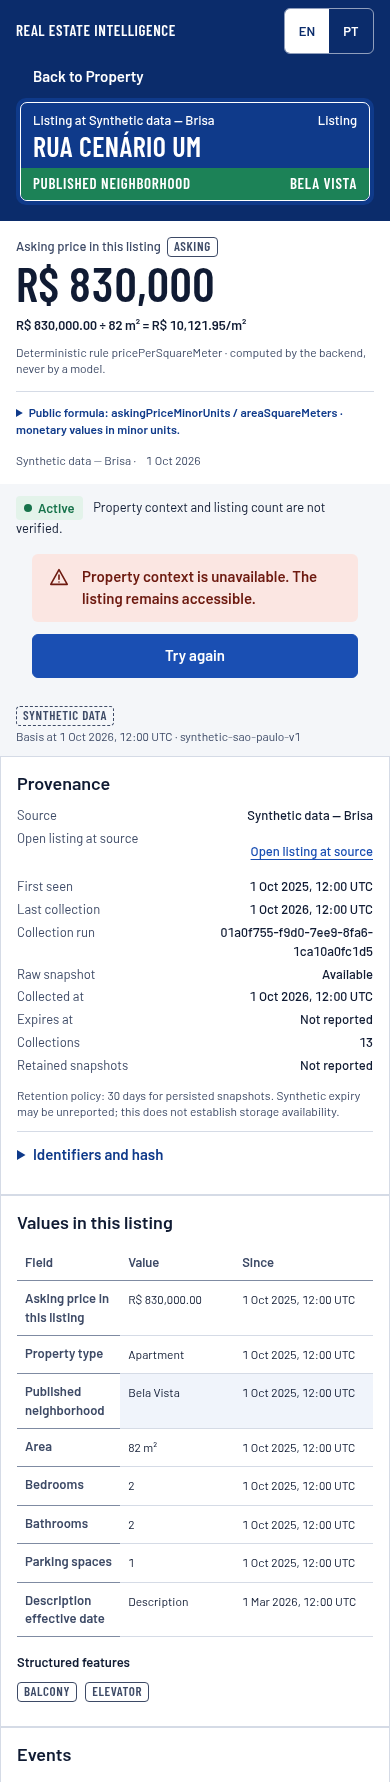 REAL ESTATE INTELLIGENCE
EN PT
Back to Property
Listing at Synthetic data — Brisa Listing
RUA CENÁRIO UM
PUBLISHED NEIGHBORHOOD BELA VISTA
Asking price in this listing ASKING
R$ 830,000
R$ 830,000.00 ÷ 82 m² = R$ 10,121.95/m²
Deterministic rule pricePerSquareMeter · computed by the backend,
never by a model.
Public formula: askingPriceMinorUnits / areaSquareMeters ·
monetary values in minor units.
Synthetic data — Brisa · 1 Oct 2026
Active Property context and listing count are not
verified.
Property context is unavailable. The
listing remains accessible.
Try again
SYNTHETIC DATA
Basis at 1 Oct 2026, 12:00 UTC · synthetic-sao-paulo-v1
Provenance
Source Synthetic data — Brisa
Open listing at source
Open listing at source
First seen 1 Oct 2025, 12:00 UTC
Last collection 1 Oct 2026, 12:00 UTC
Collection run 01a0f755-f9d0-7ee9-8fa6-
1ca10a0fc1d5
Raw snapshot Available
Collected at 1 Oct 2026, 12:00 UTC
Expires at Not reported
Collections 13
Retained snapshots Not reported
Retention policy: 30 days for persisted snapshots. Synthetic expiry
may be unreported; this does not establish storage availability.
Identifiers and hash
Values in this listing
Field Value Since
Asking price in
this listing R$ 830,000.00 1 Oct 2025, 12:00 UTC
Property type Apartment 1 Oct 2025, 12:00 UTC
Published
neighborhood Bela Vista 1 Oct 2025, 12:00 UTC
Area 82 m² 1 Oct 2025, 12:00 UTC
Bedrooms 2 1 Oct 2025, 12:00 UTC
Bathrooms 2 1 Oct 2025, 12:00 UTC
Parking spaces 1 1 Oct 2025, 12:00 UTC
Description
effective date Description 1 Mar 2026, 12:00 UTC
Structured features
BALCONY ELEVATOR
Events